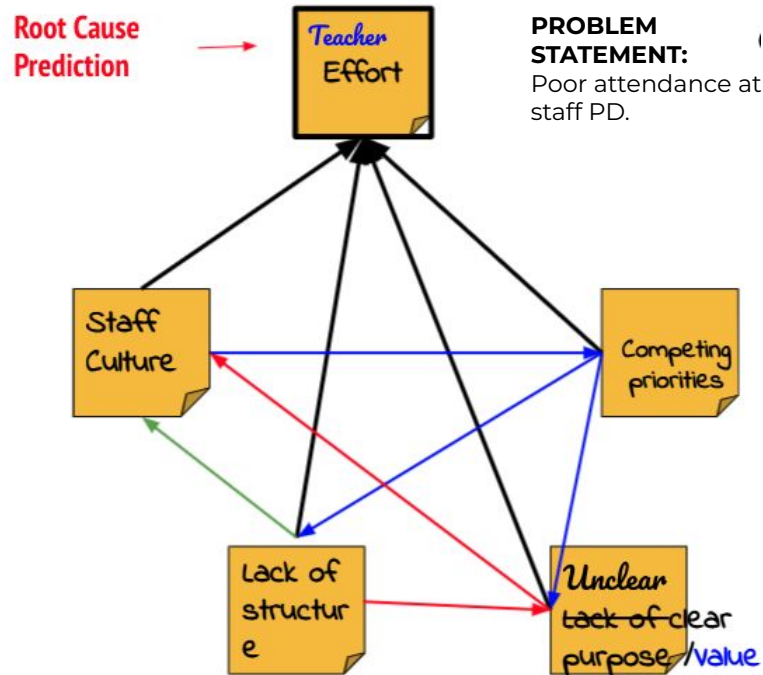 Root Cause
Prediction
Teacher
Effort
PROBLEM
STATEMENT:
Poor attendance at
staff PD.
Staff
Culture
Competing
priorities
Lack of
structur
e
Unclear
Lack of clear
purpose /value